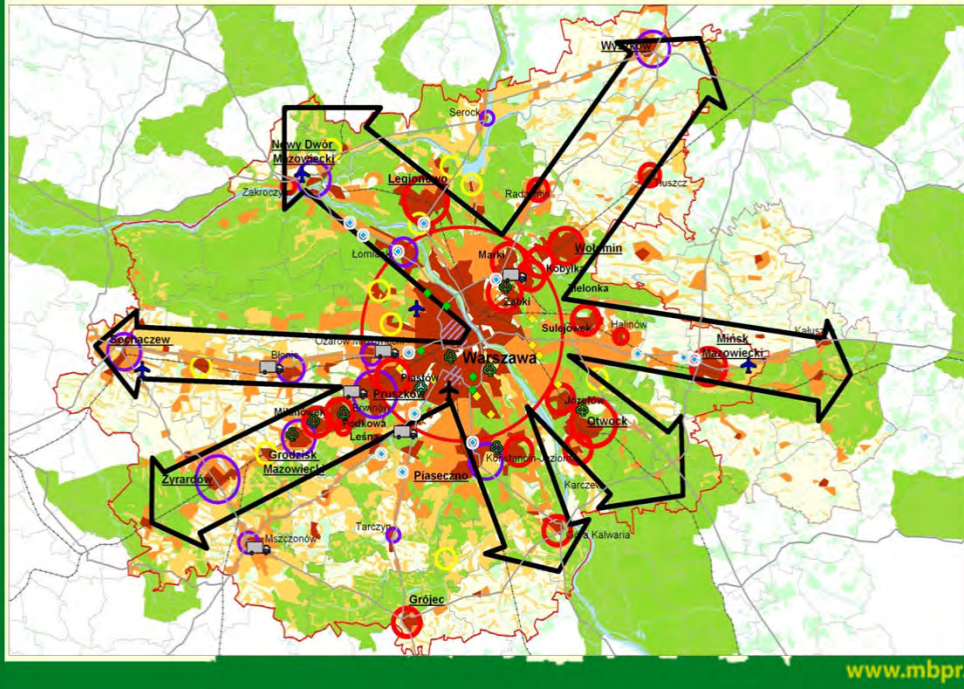 Wyszków
Serock
Nowy Dwór
Mazowiecki
Legionowo
Zakroczy
Radzymin
Tłuszcz
Łomianki
Marki
Wołomin
Kobyłka
Zielonka
Ząbki
Sulejówek
Halinów
Mińsk
Mazowiecki
Kałuszyn
Sochaczew
Błonie
Ożarów Mazowiecki
Warszawa
Piastów
Pruszków
Brwinów
Milanówek
Podkowa
Leśna
Józefów
Otwock
Grodzisk
Mazowiecki
Żyrardów
Piaseczno
Konstancin-Jeziorna
Karczew
Góra Kalwaria
Tarczyn
Mszczonów
Grójec
www.mbpr.